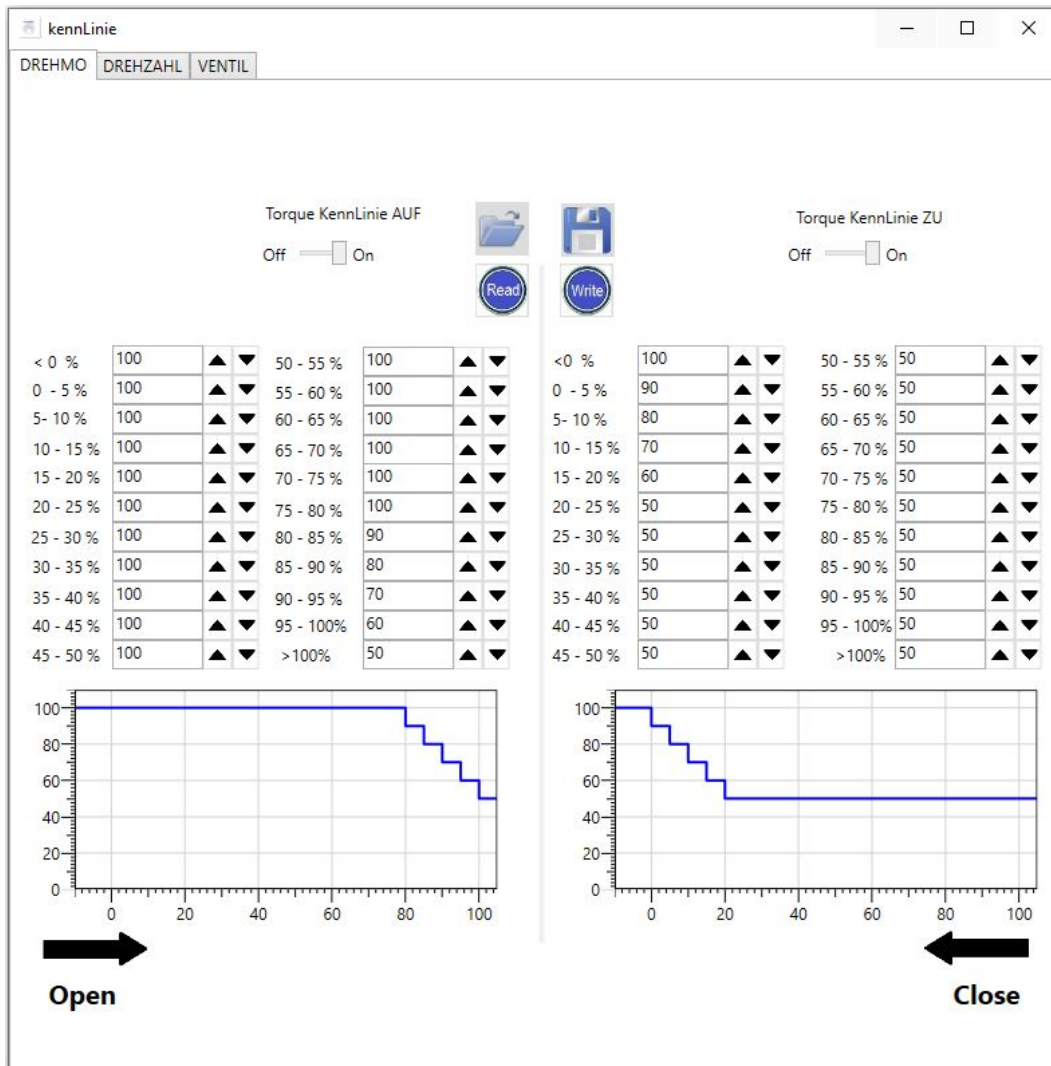 kennLinie
DREHMO DREHZAHL VENTIL
Torque KennLinie AUF
Off On
Torque KennLinie ZU
Off On
Read Write
< 0 % 100 50 - 55 % 100 <0 % 100 50 - 55 % 50
0 - 5 % 100 55 - 60 % 100 0 - 5 % 90 55 - 60 % 50
5- 10 % 100 60 - 65 % 100 5- 10 % 80 60 - 65 % 50
10 - 15 % 100 65 - 70 % 100 10 - 15 % 70 65 - 70 % 50
15 - 20 % 100 70 - 75 % 100 15 - 20 % 60 70 - 75 % 50
20 - 25 % 100 75 - 80 % 100 20 - 25 % 50 75 - 80 % 50
25 - 30 % 100 80 - 85 % 90 25 - 30 % 50 80 - 85 % 50
30 - 35 % 100 85 - 90 % 80 30 - 35 % 50 85 - 90 % 50
35 - 40 % 100 90 - 95 % 70 35 - 40 % 50 90 - 95 % 50
40 - 45 % 100 95 - 100% 60 40 - 45 % 50 95 - 100% 50
45 - 50 % 100 >100% 50 45 - 50 % 50 >100% 50
100 100
80 80
60 60
40 40
20 20
0 0
0 20 40 60 80 100 0 20 40 60 80 100
Open Close